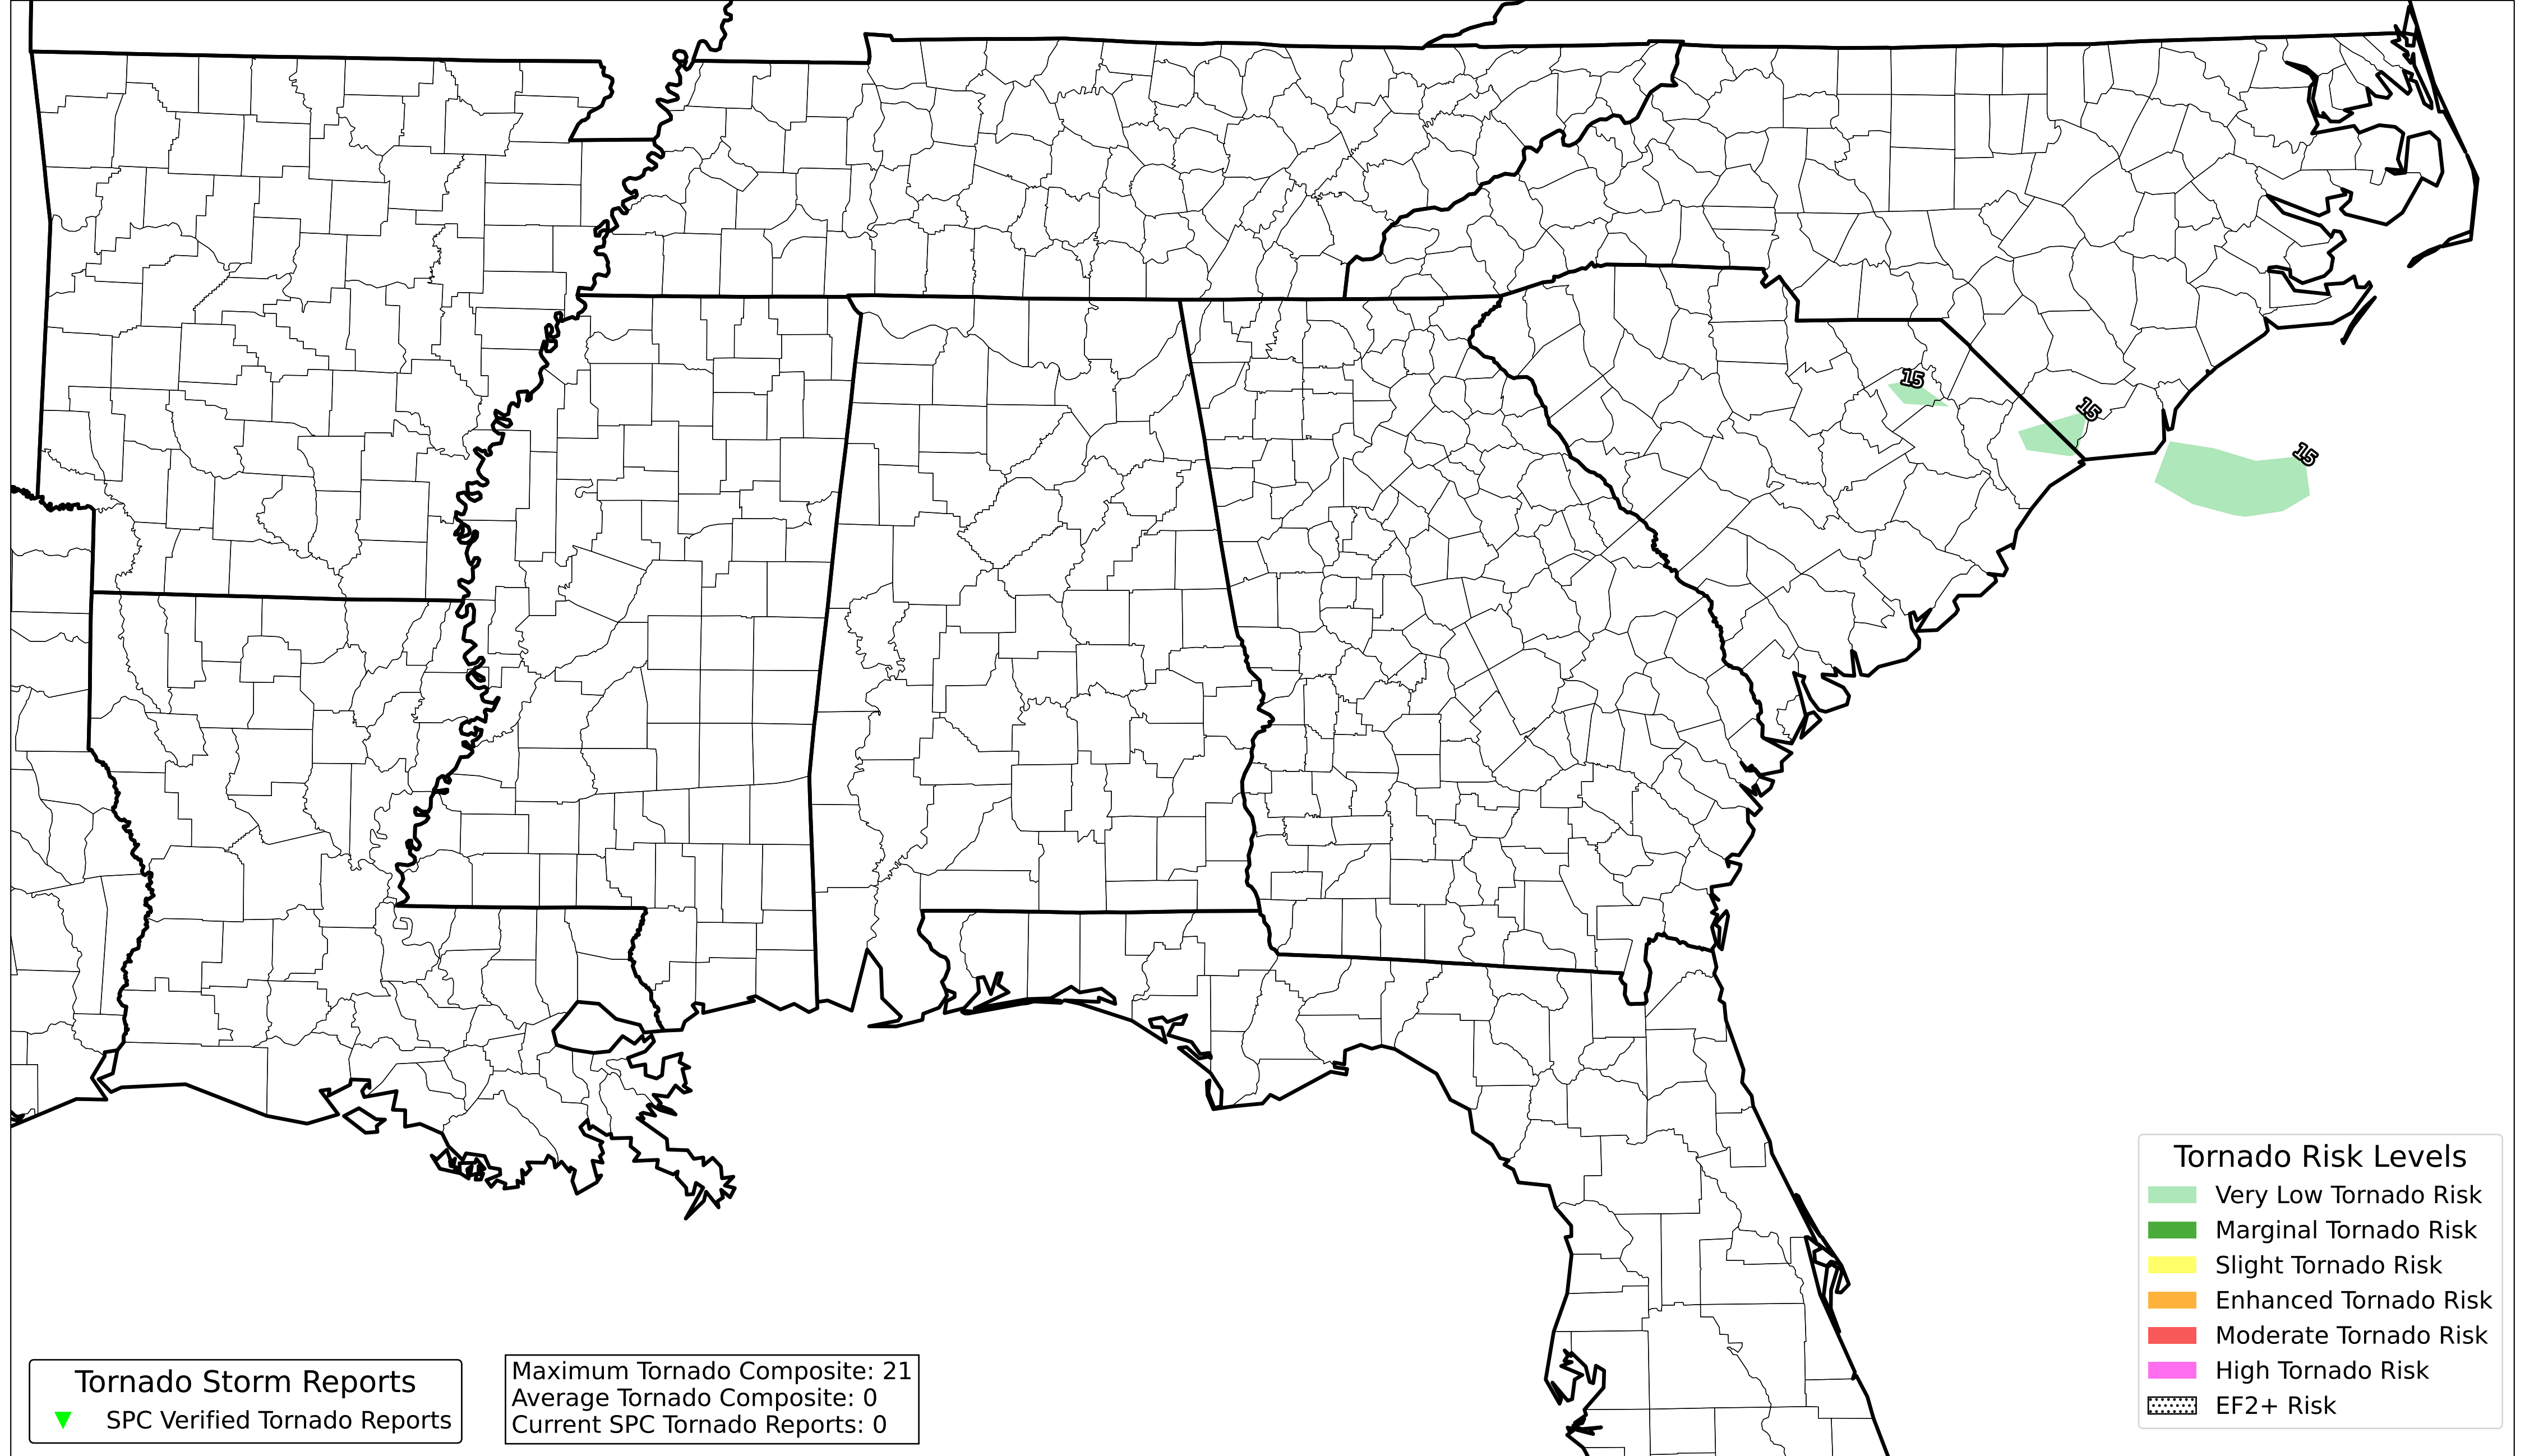 15
15
15
Tornado Risk Levels
Very Low Tornado Risk
Marginal Tornado Risk
Slight Tornado Risk
Enhanced Tornado Risk
Moderate Tornado Risk
High Tornado Risk
EF2+ Risk
Tornado Storm Reports
SPC Verified Tornado Reports
Maximum Tornado Composite: 21
Average Tornado Composite: 0
Current SPC Tornado Reports: 0